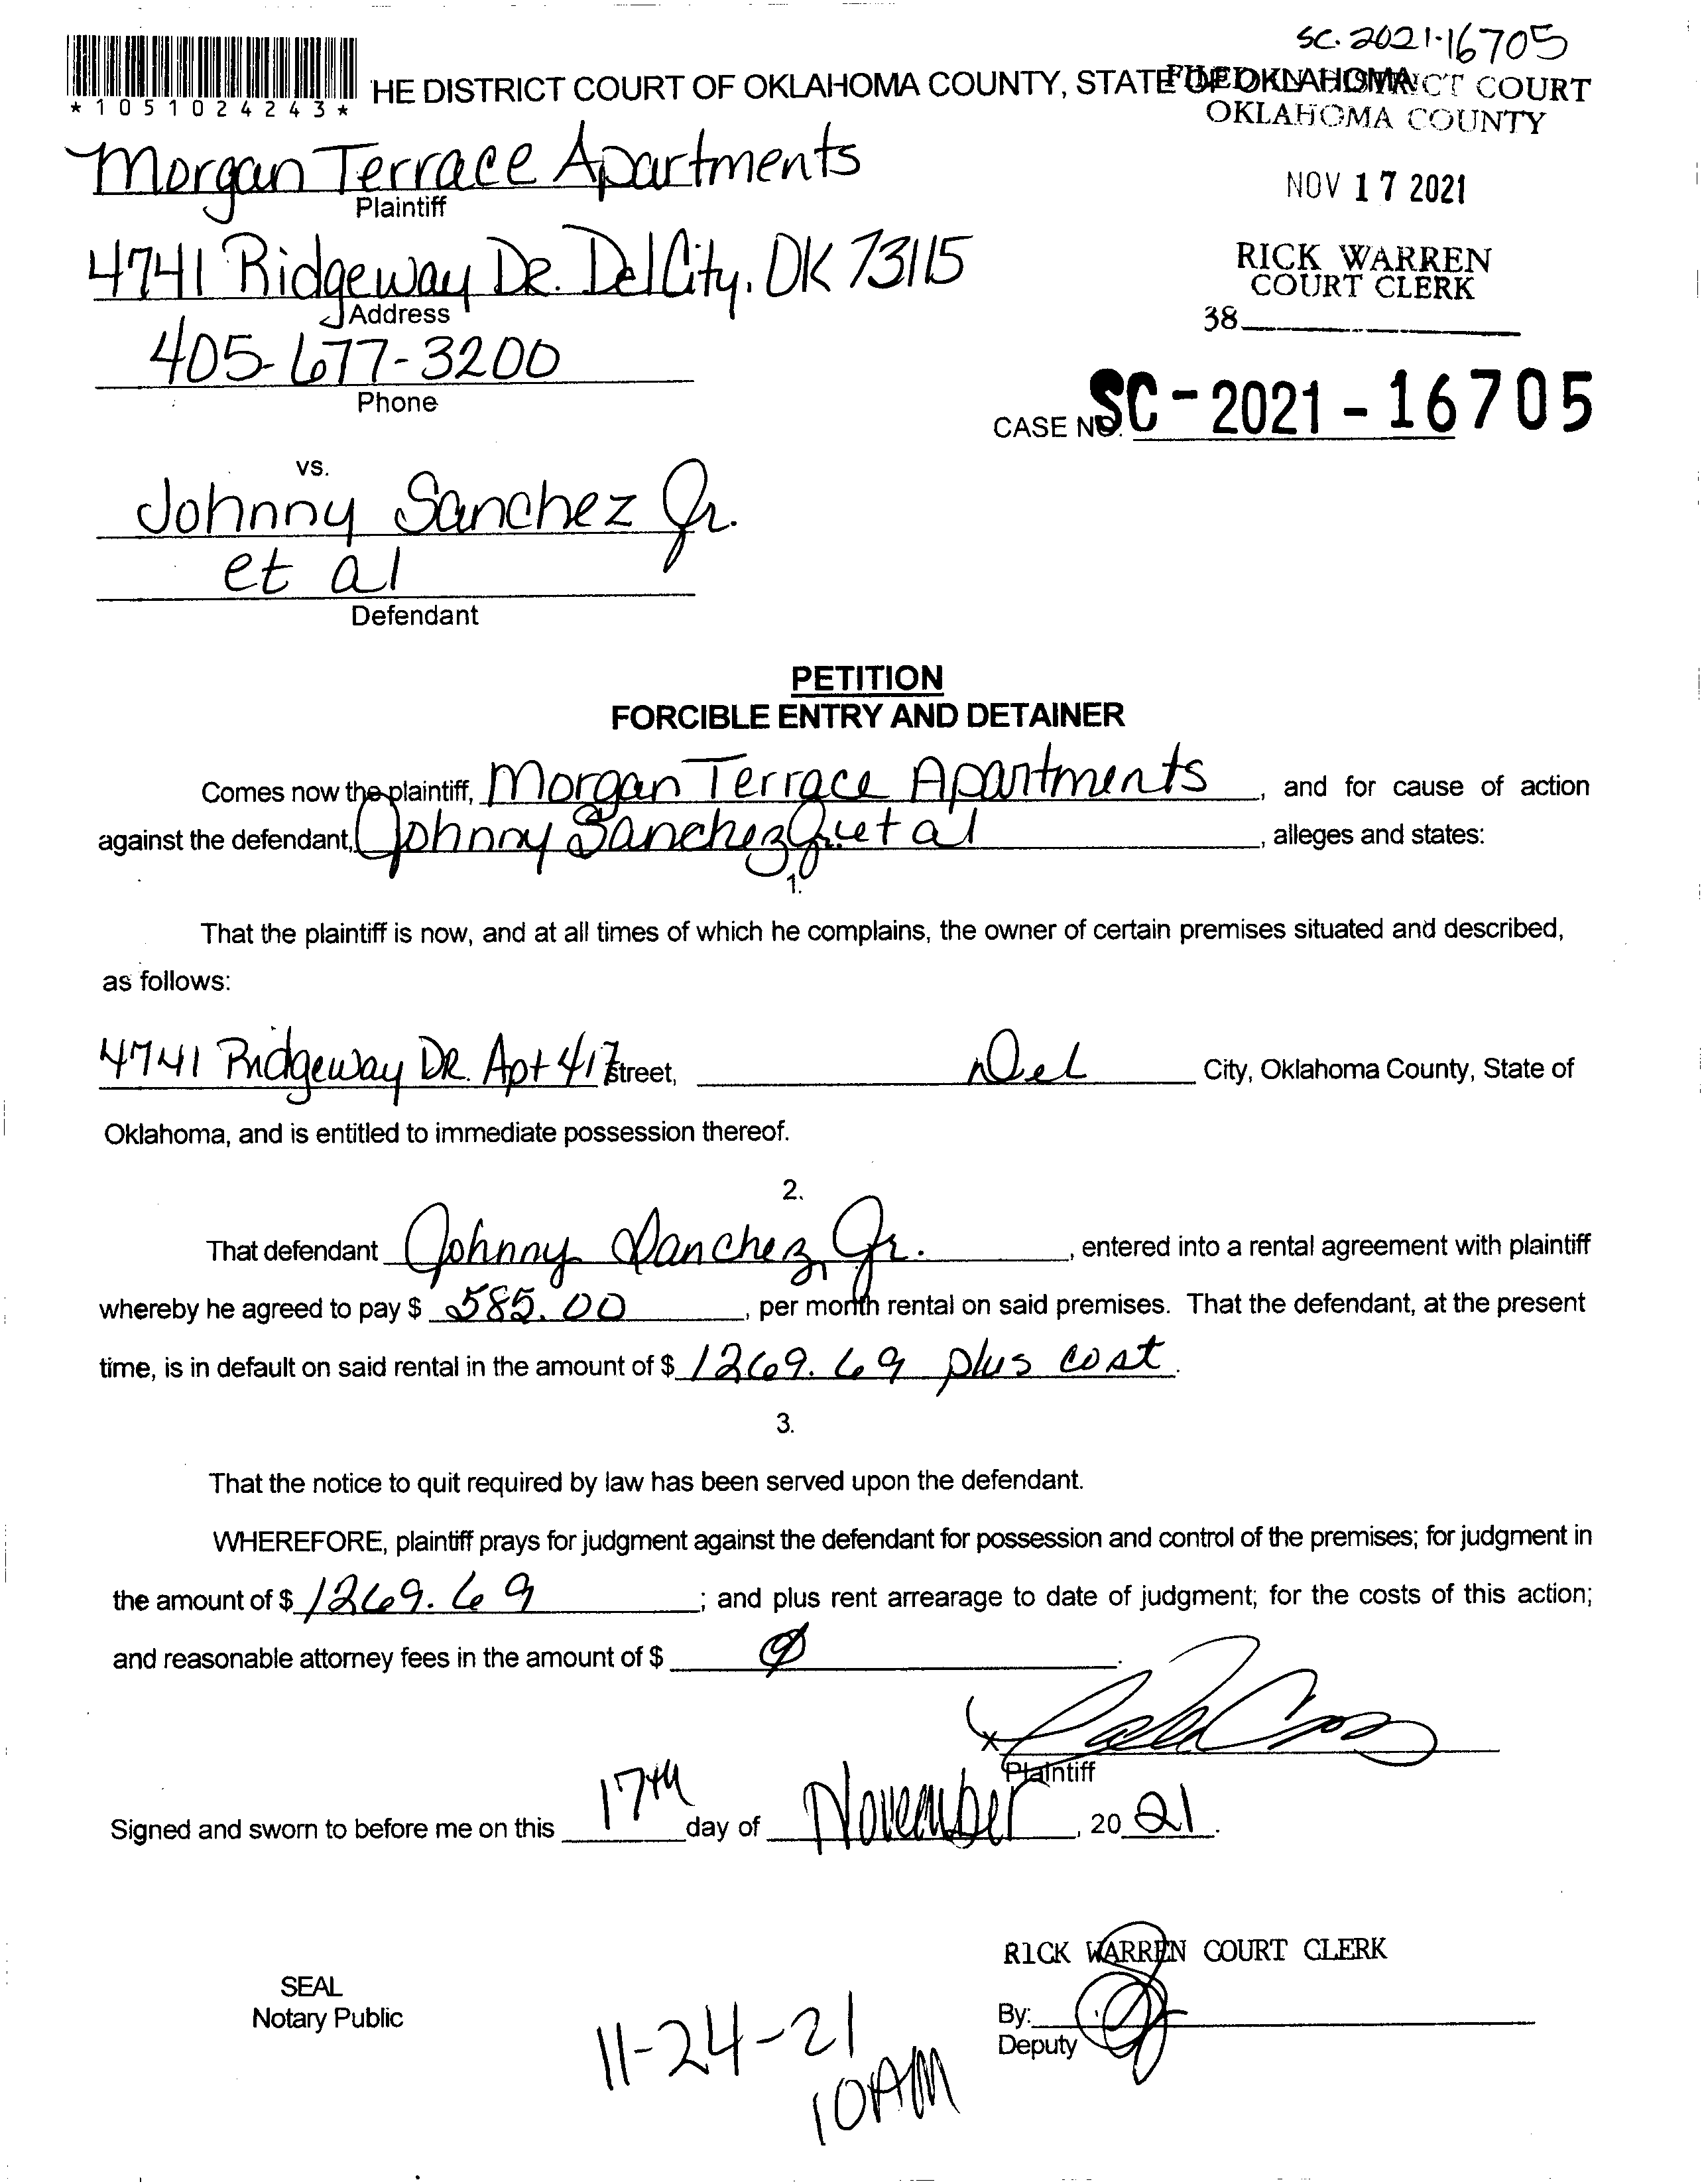 SC-2021-16705
*1051024243*
HE DISTRICT COURT OF OKLAHOMA COUNTY, STATE OF OKLAHOMA
FILED IN DISTRICT COURT
OKLAHOMA COUNTY
Morgan Terrace Apartments
Plaintiff
NOV 17 2021
4741 Ridgeway DR. Del City, OK 73115
Address
RICK WARREN
COURT CLERK
38
405-677-3200
Phone
CASE NO. SC-2021-16705
vs.
Johnny Sanchez Jr.
et al
Defendant
PETITION
FORCIBLE ENTRY AND DETAINER
Comes now the plaintiff, Morgan Terrace Apartments, and for cause of action
against the defendant, Johnny Sanchez Jr et al, alleges and states:
1.
That the plaintiff is now, and at all times of which he complains, the owner of certain premises situated and described,
as follows:
4741 Ridgeway DR. Apt 417 Street, Del City, Oklahoma County, State of
Oklahoma, and is entitled to immediate possession thereof.
2.
That defendant Johnny Sanchez, Jr., entered into a rental agreement with plaintiff
whereby he agreed to pay $ 585.00, per month rental on said premises. That the defendant, at the present
time, is in default on said rental in the amount of $ 1269.69 plus cost.
3.
That the notice to quit required by law has been served upon the defendant.
WHEREFORE, plaintiff prays for judgment against the defendant for possession and control of the premises; for judgment in
the amount of $ 1269.69; and plus rent arrearage to date of judgment; for the costs of this action;
and reasonable attorney fees in the amount of $ Ø.
x
Plaintiff
Signed and sworn to before me on this 17th day of November, 20 21.
RICK WARREN COURT CLERK
SEAL
Notary Public
By:
Deputy
11-24-21
10AM